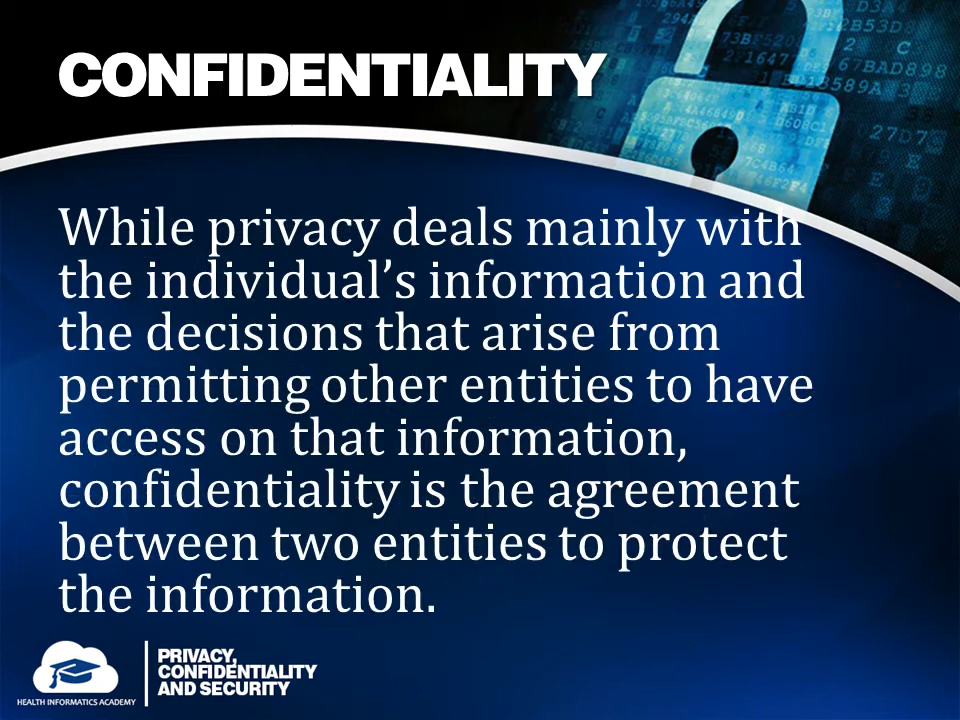 CONFIDENTIALITY
While privacy deals mainly with
the individual’s information and
the decisions that arise from
permitting other entities to have
access on that information,
confidentiality is the agreement
between two entities to protect
the information.
HEALTH INFORMATICS ACADEMY
PRIVACY,
CONFIDENTIALITY
AND SECURITY